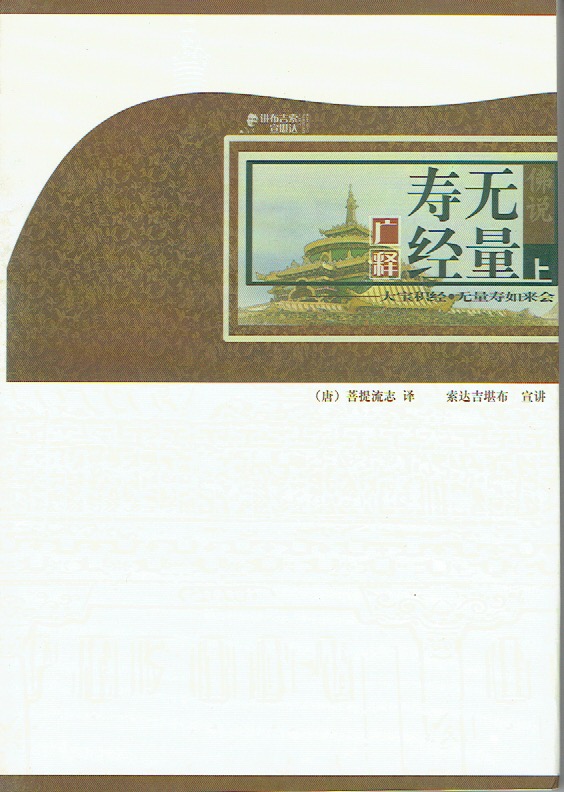 索达吉堪布宣讲
佛说
无量寿经
广释
上
——大宝积经•无量寿如来会
（唐）菩提流志 译 索达吉堪布 宣讲